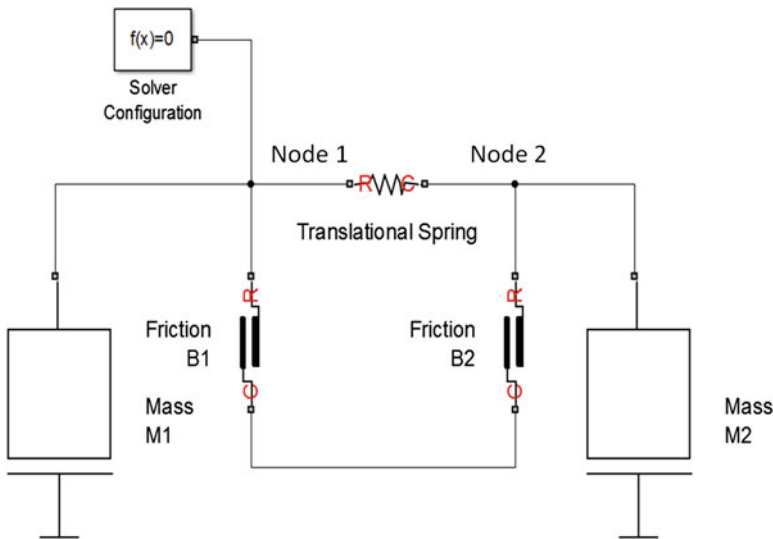 f(x)=0
Solver
Configuration
Node 1
Node 2
R
C
Translational Spring
R
R
Friction
B1
Friction
B2
C
C
Mass
M1
Mass
M2